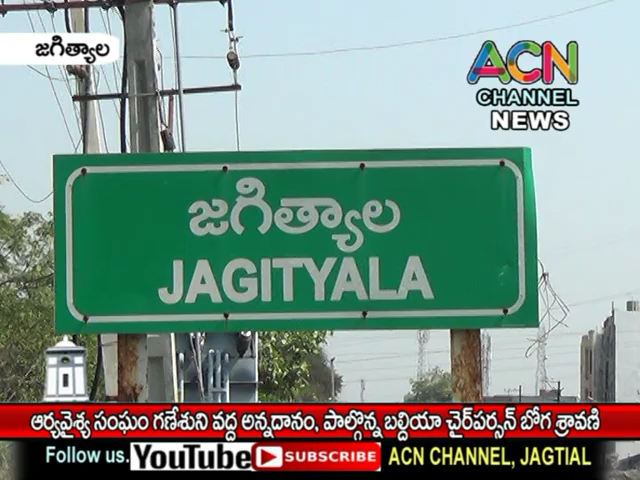 జగిత్యాల
ACN
CHANNEL
NEWS
జగిత్యాల
JAGITYALA
ఆర్యవైశ్య సంఘం గణేశుని వద్ద అన్నదానం, పాల్గొన్న బల్దియా చైర్‌పర్సన్ బోగ శ్రావణి
Follow us. YouTube SUBSCRIBE ACN CHANNEL, JAGTIAL